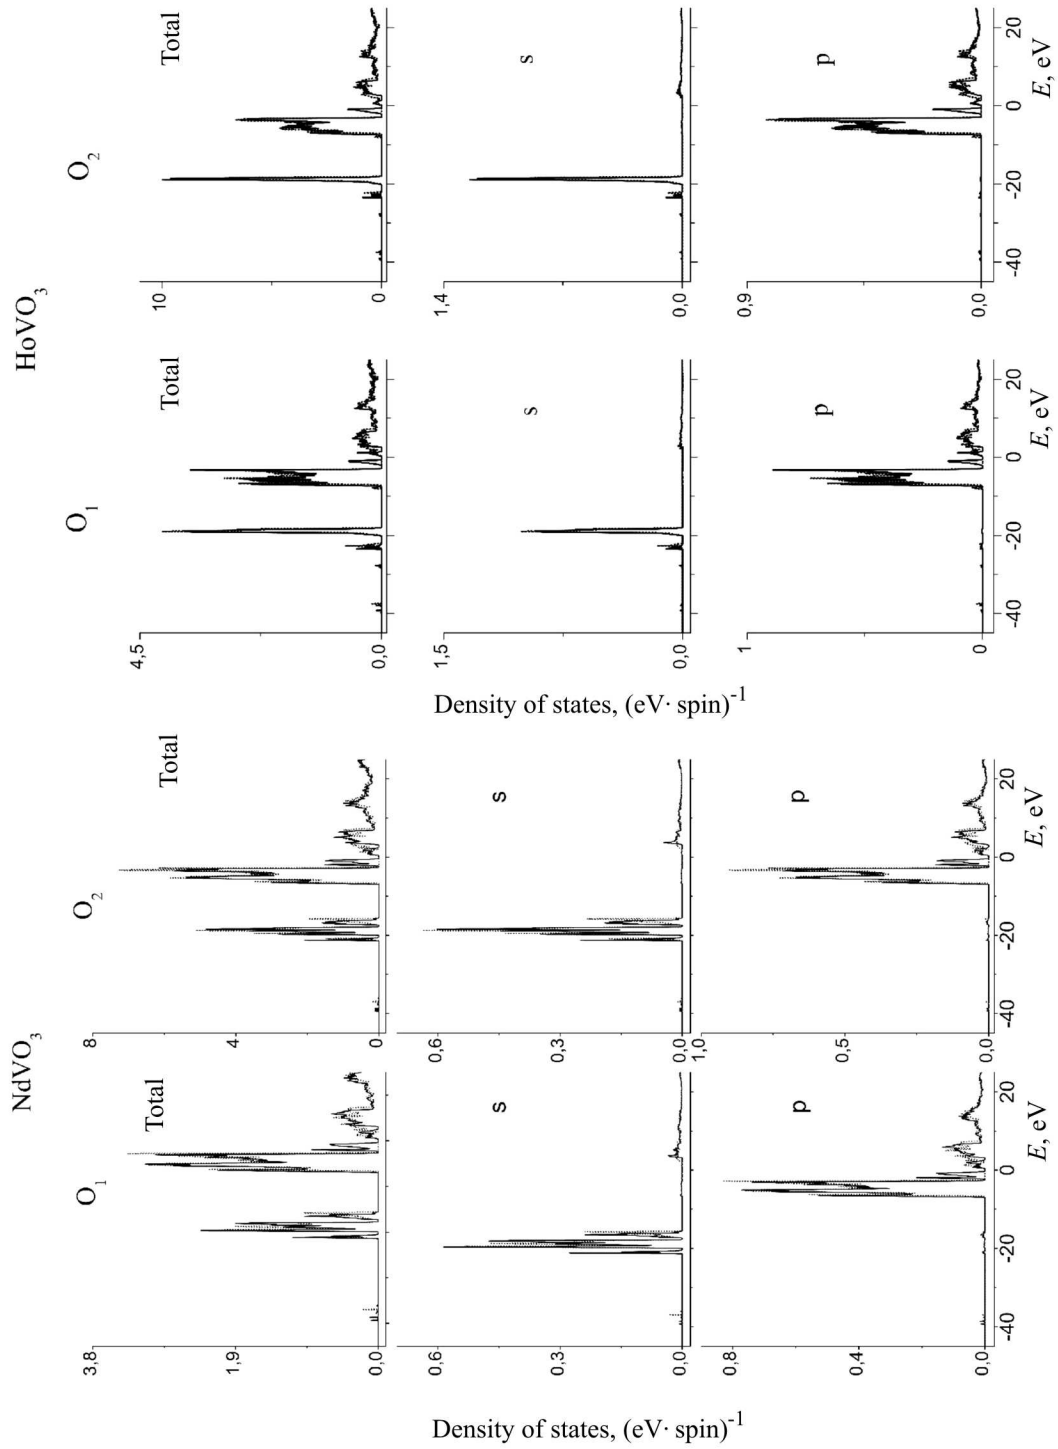 NdVO₃
O₁
O₂
Density of states, (eV· spin)⁻¹
Total
3,8
1,9
0,0
Total
8
4
0
s
0,6
0,3
0,0
s
0,6
0,3
0,0
p
0,8
0,4
0,0
-40 -20 0 20
E, eV
p
1,0
0,5
0,0
-40 -20 0 20
E, eV
HoVO₃
O₁
O₂
Density of states, (eV· spin)⁻¹
Total
4,5
0,0
Total
10
0
s
1,5
0,0
s
1,4
0,0
p
1
0
-40 -20 0 20
E, eV
p
0,9
0,0
-40 -20 0 20
E, eV